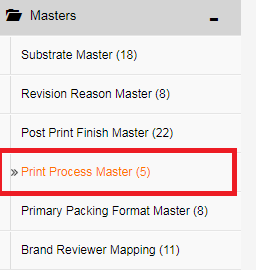 Masters
Substrate Master (18)
Revision Reason Master (8)
Post Print Finish Master (22)
» Print Process Master (5)
Primary Packing Format Master (8)
Brand Reviewer Mapping (11)